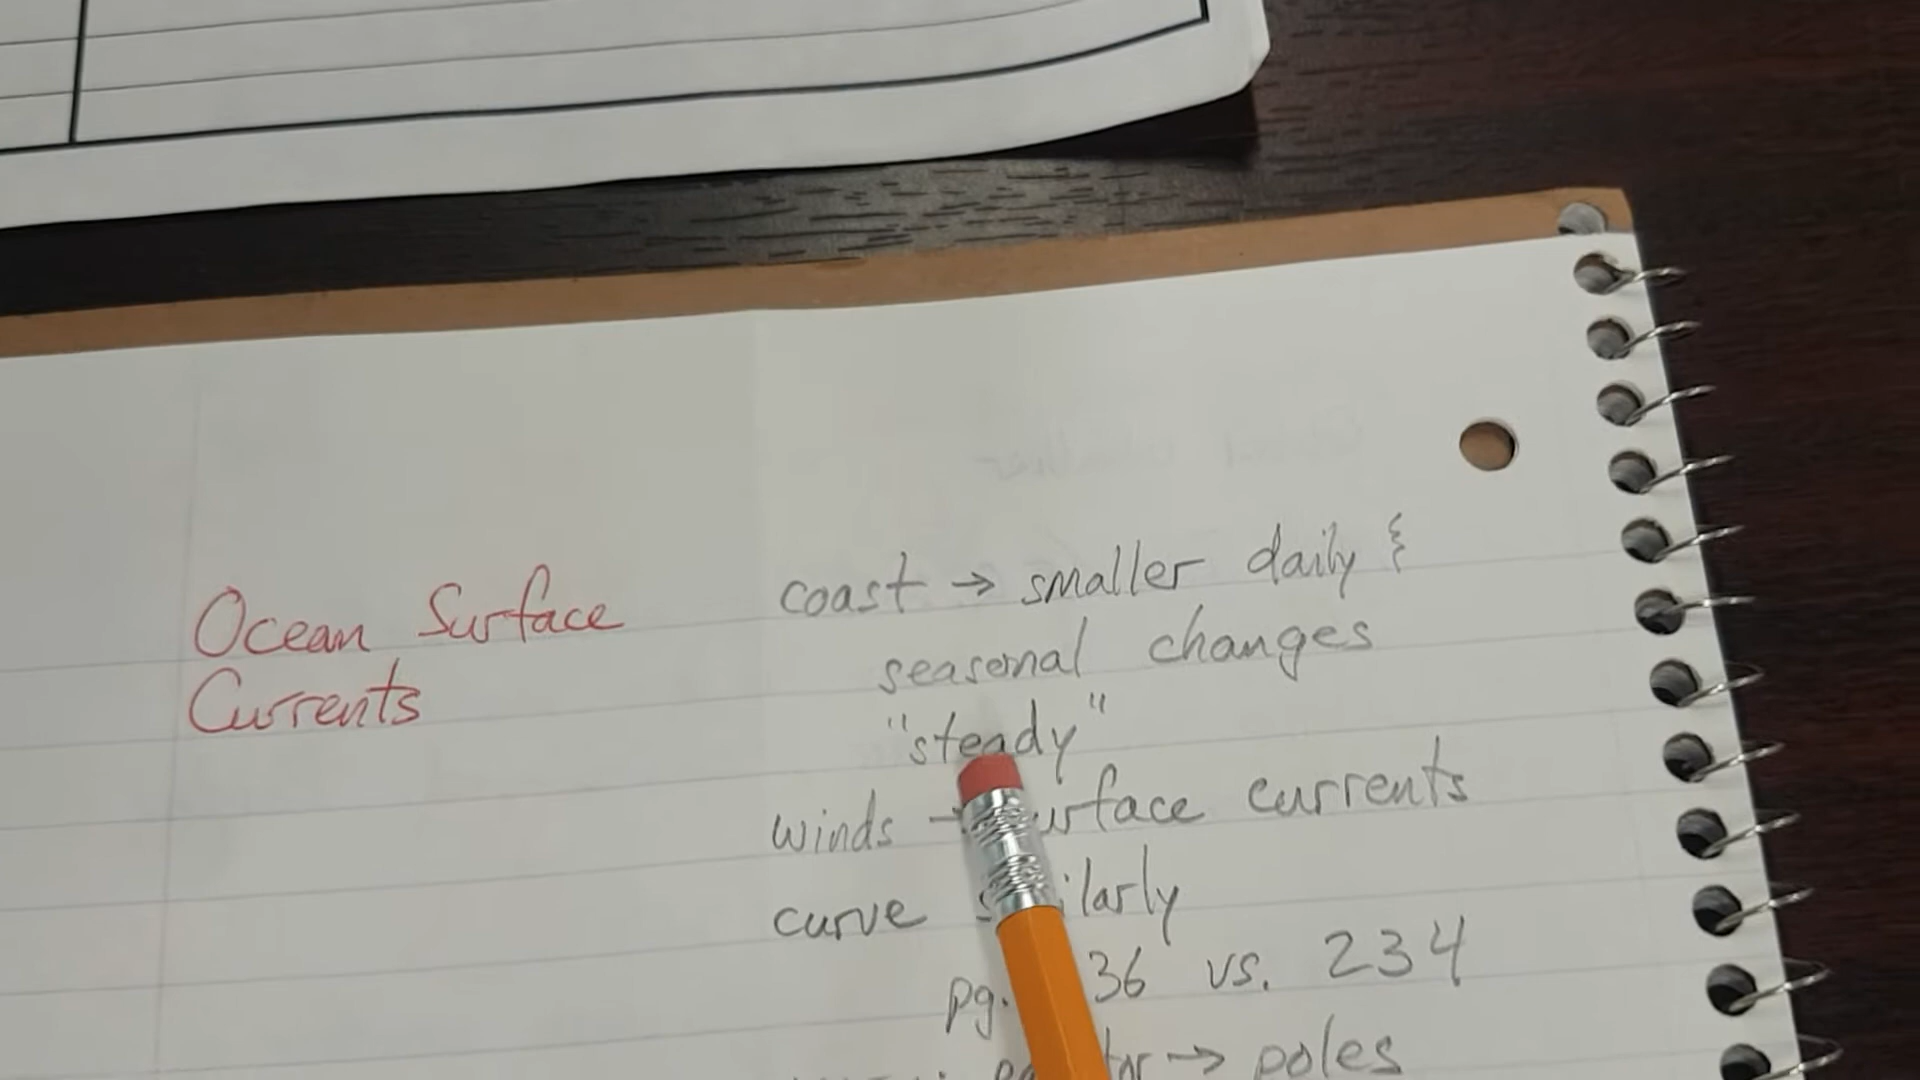 Ocean Surface
Currents
coast → smaller daily &
seasonal changes
"steady"
winds → surface currents
curve
pg. 36 vs. 234
→ poles